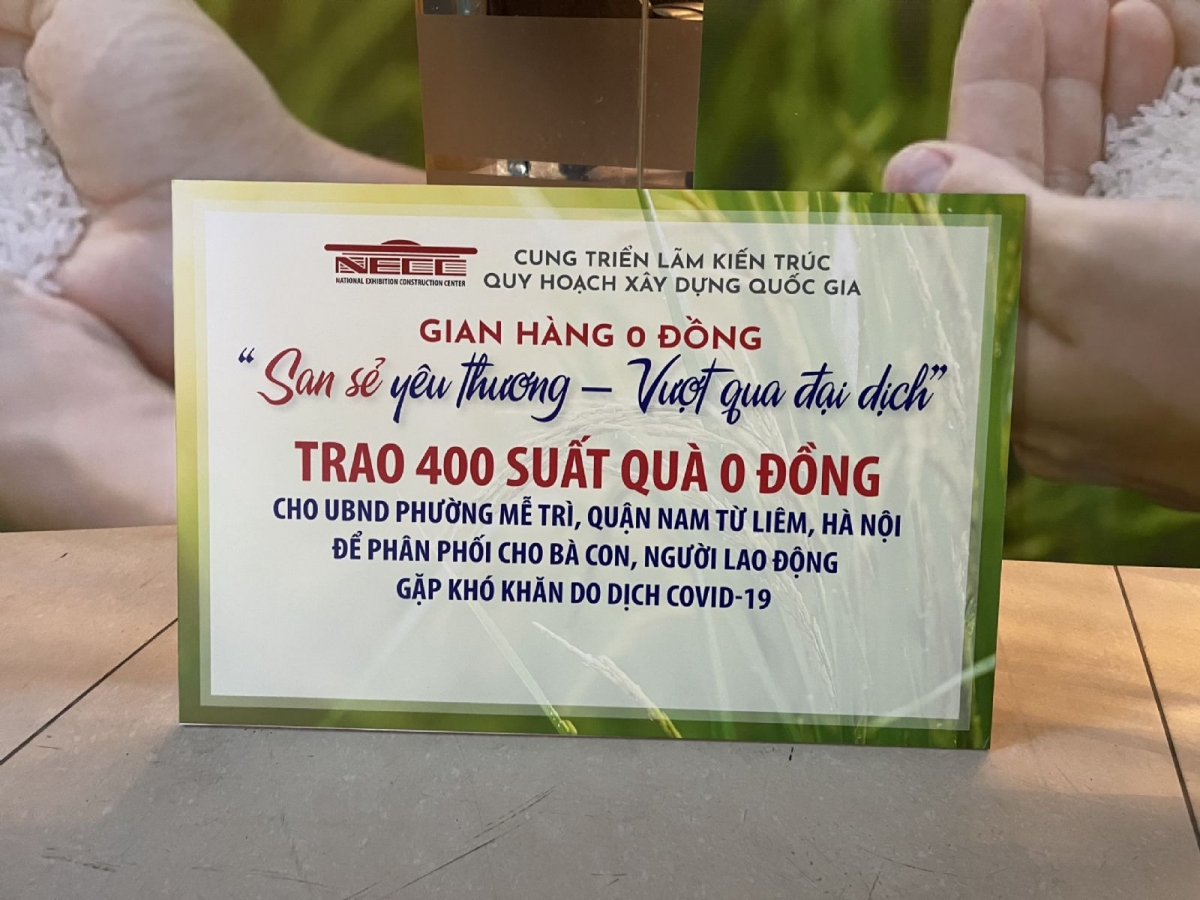 NECC
NATIONAL EXHIBITION CONSTRUCTION CENTER
CUNG TRIỂN LÃM KIẾN TRÚC
QUY HOẠCH XÂY DỰNG QUỐC GIA
GIAN HÀNG 0 ĐỒNG
“San sẻ yêu thương – Vượt qua đại dịch”
TRAO 400 SUẤT QUÀ 0 ĐỒNG
CHO UBND PHƯỜNG MỄ TRÌ, QUẬN NAM TỪ LIÊM, HÀ NỘI
ĐỂ PHÂN PHỐI CHO BÀ CON, NGƯỜI LAO ĐỘNG
GẶP KHÓ KHĂN DO DỊCH COVID-19